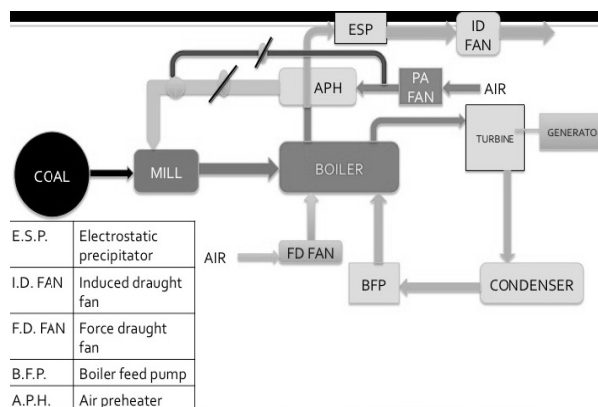 ESP
ID
FAN
APH
PA
FAN
AIR
COAL
MILL
BOILER
TURBINE
GENERATO
AIR
FD FAN
BFP
CONDENSER
E.S.P. Electrostatic
precipitator
I.D. FAN Induced draught
fan
F.D. FAN Force draught
fan
B.F.P. Boiler feed pump
A.P.H. Air preheater